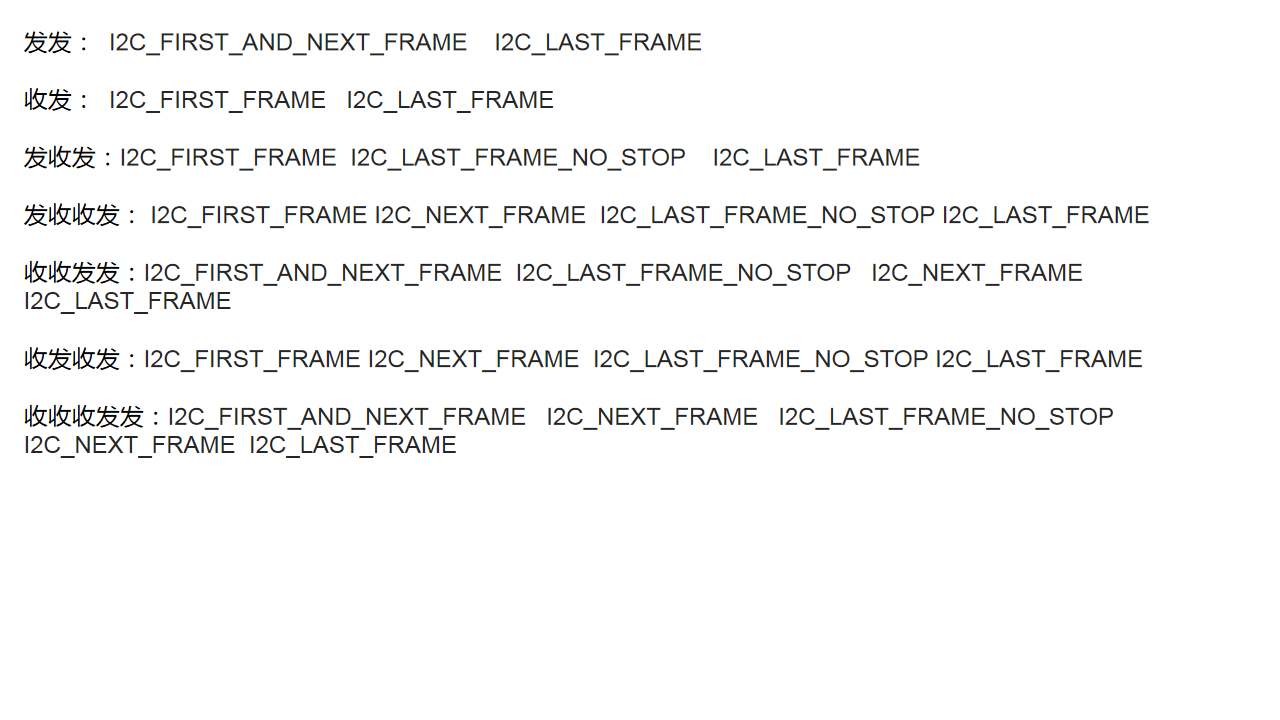 发发： I2C_FIRST_AND_NEXT_FRAME I2C_LAST_FRAME
收发： I2C_FIRST_FRAME I2C_LAST_FRAME
发收发：I2C_FIRST_FRAME I2C_LAST_FRAME_NO_STOP I2C_LAST_FRAME
发收收发： I2C_FIRST_FRAME I2C_NEXT_FRAME I2C_LAST_FRAME_NO_STOP I2C_LAST_FRAME
收收发发：I2C_FIRST_AND_NEXT_FRAME I2C_LAST_FRAME_NO_STOP I2C_NEXT_FRAME
I2C_LAST_FRAME
收发收发：I2C_FIRST_FRAME I2C_NEXT_FRAME I2C_LAST_FRAME_NO_STOP I2C_LAST_FRAME
收收收发发：I2C_FIRST_AND_NEXT_FRAME I2C_NEXT_FRAME I2C_LAST_FRAME_NO_STOP
I2C_NEXT_FRAME I2C_LAST_FRAME